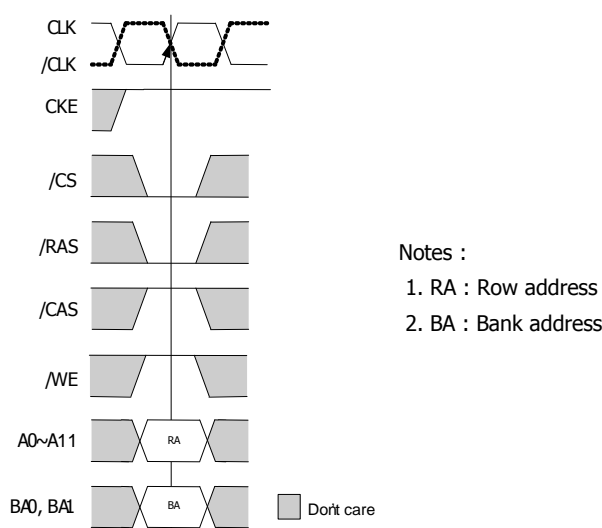 CLK
/CLK
CKE
/CS
/RAS
/CAS
/WE
A0~A11
RA
BA0, BA1
BA
Don't care
Notes :
1. RA : Row address
2. BA : Bank address